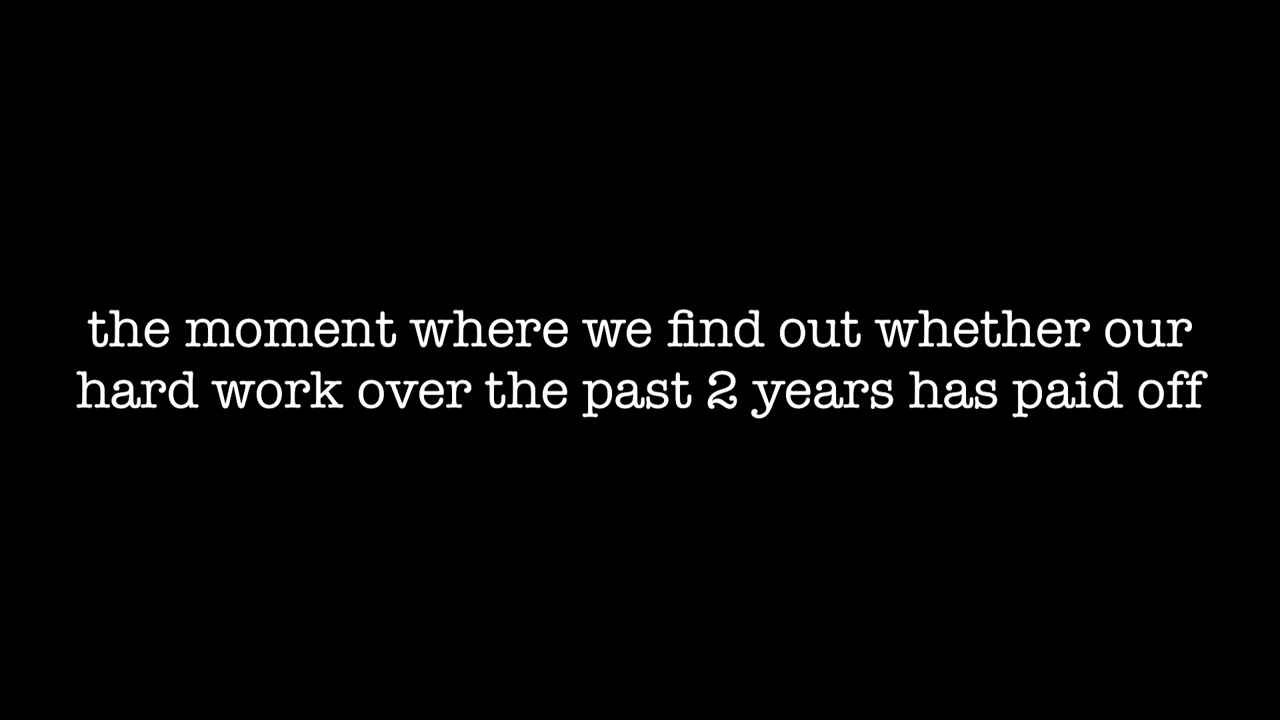 the moment where we find out whether our
hard work over the past 2 years has paid off